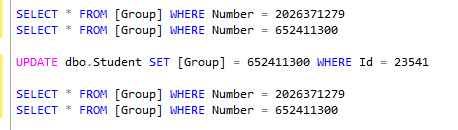 SELECT * FROM [Group] WHERE Number = 2026371279
SELECT * FROM [Group] WHERE Number = 652411300
UPDATE dbo.Student SET [Group] = 652411300 WHERE Id = 23541
SELECT * FROM [Group] WHERE Number = 2026371279
SELECT * FROM [Group] WHERE Number = 652411300